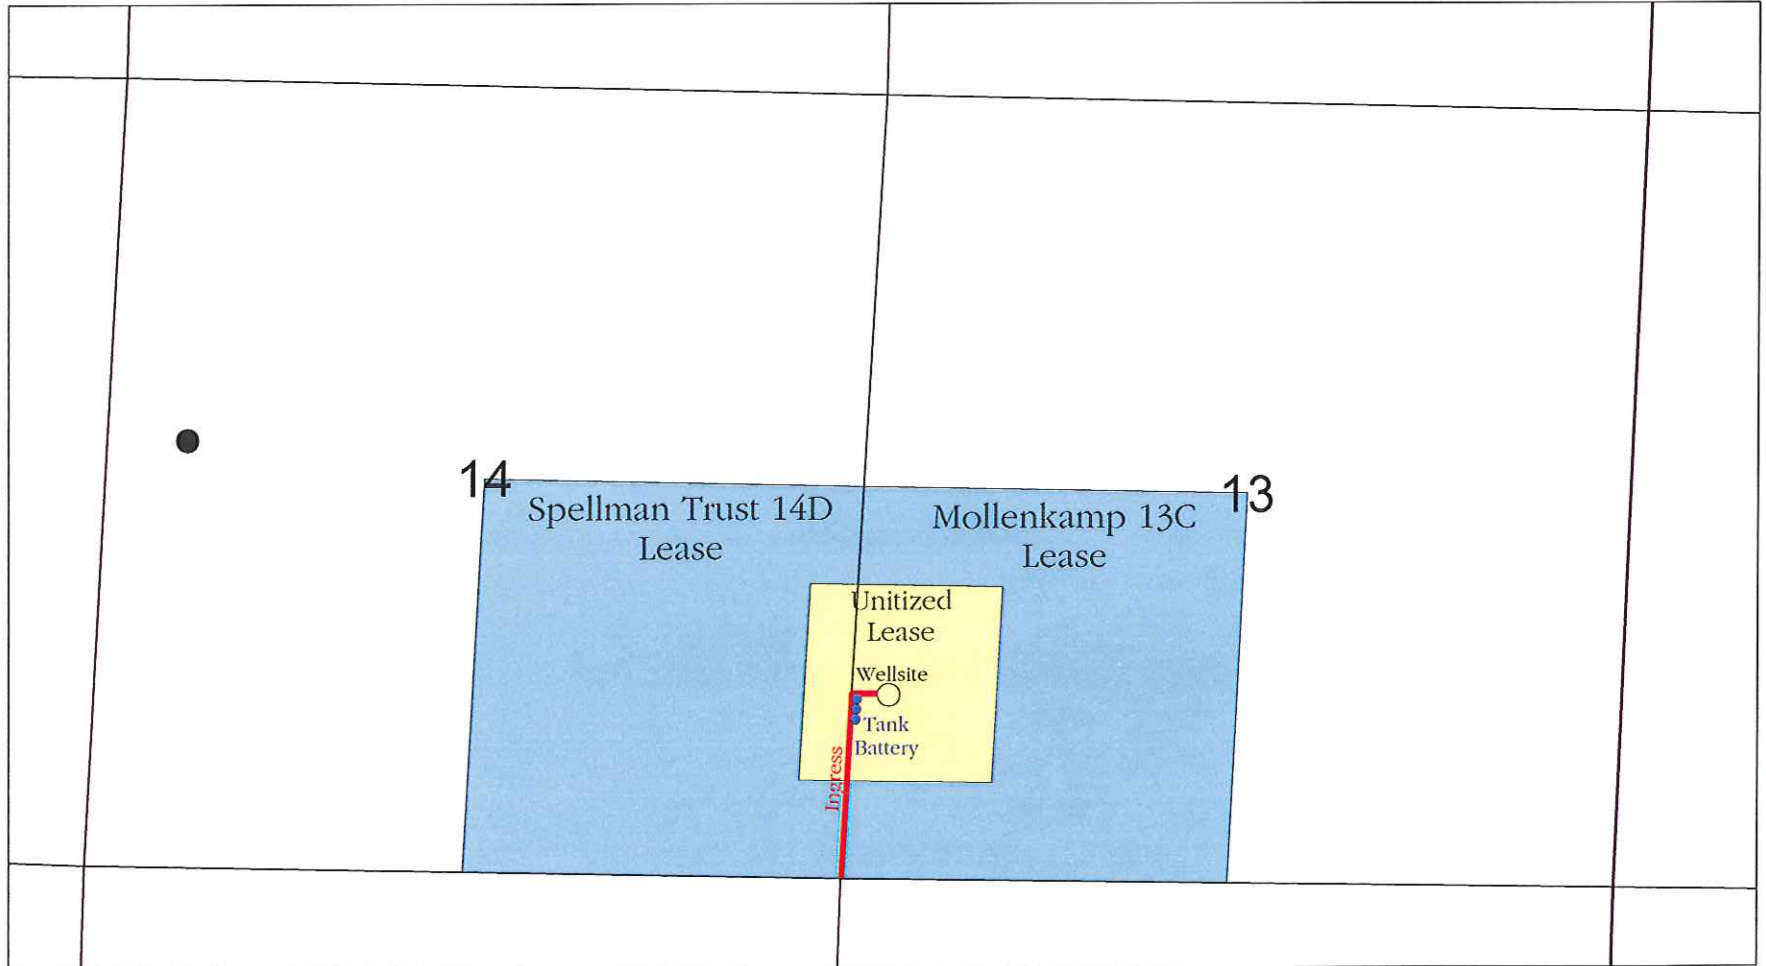 14
13
Spellman Trust 14D
Lease
Mollenkamp 13C
Lease
Unitized
Lease
Wellsite
Tank
Battery
Ingress